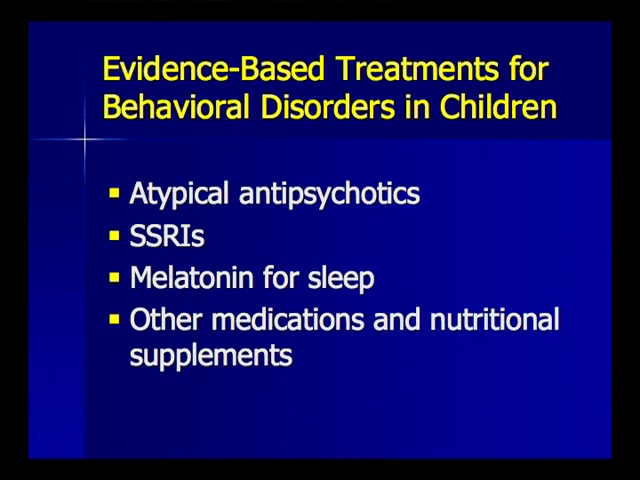 Evidence-Based Treatments for
Behavioral Disorders in Children
Atypical antipsychotics
SSRIs
Melatonin for sleep
Other medications and nutritional
supplements